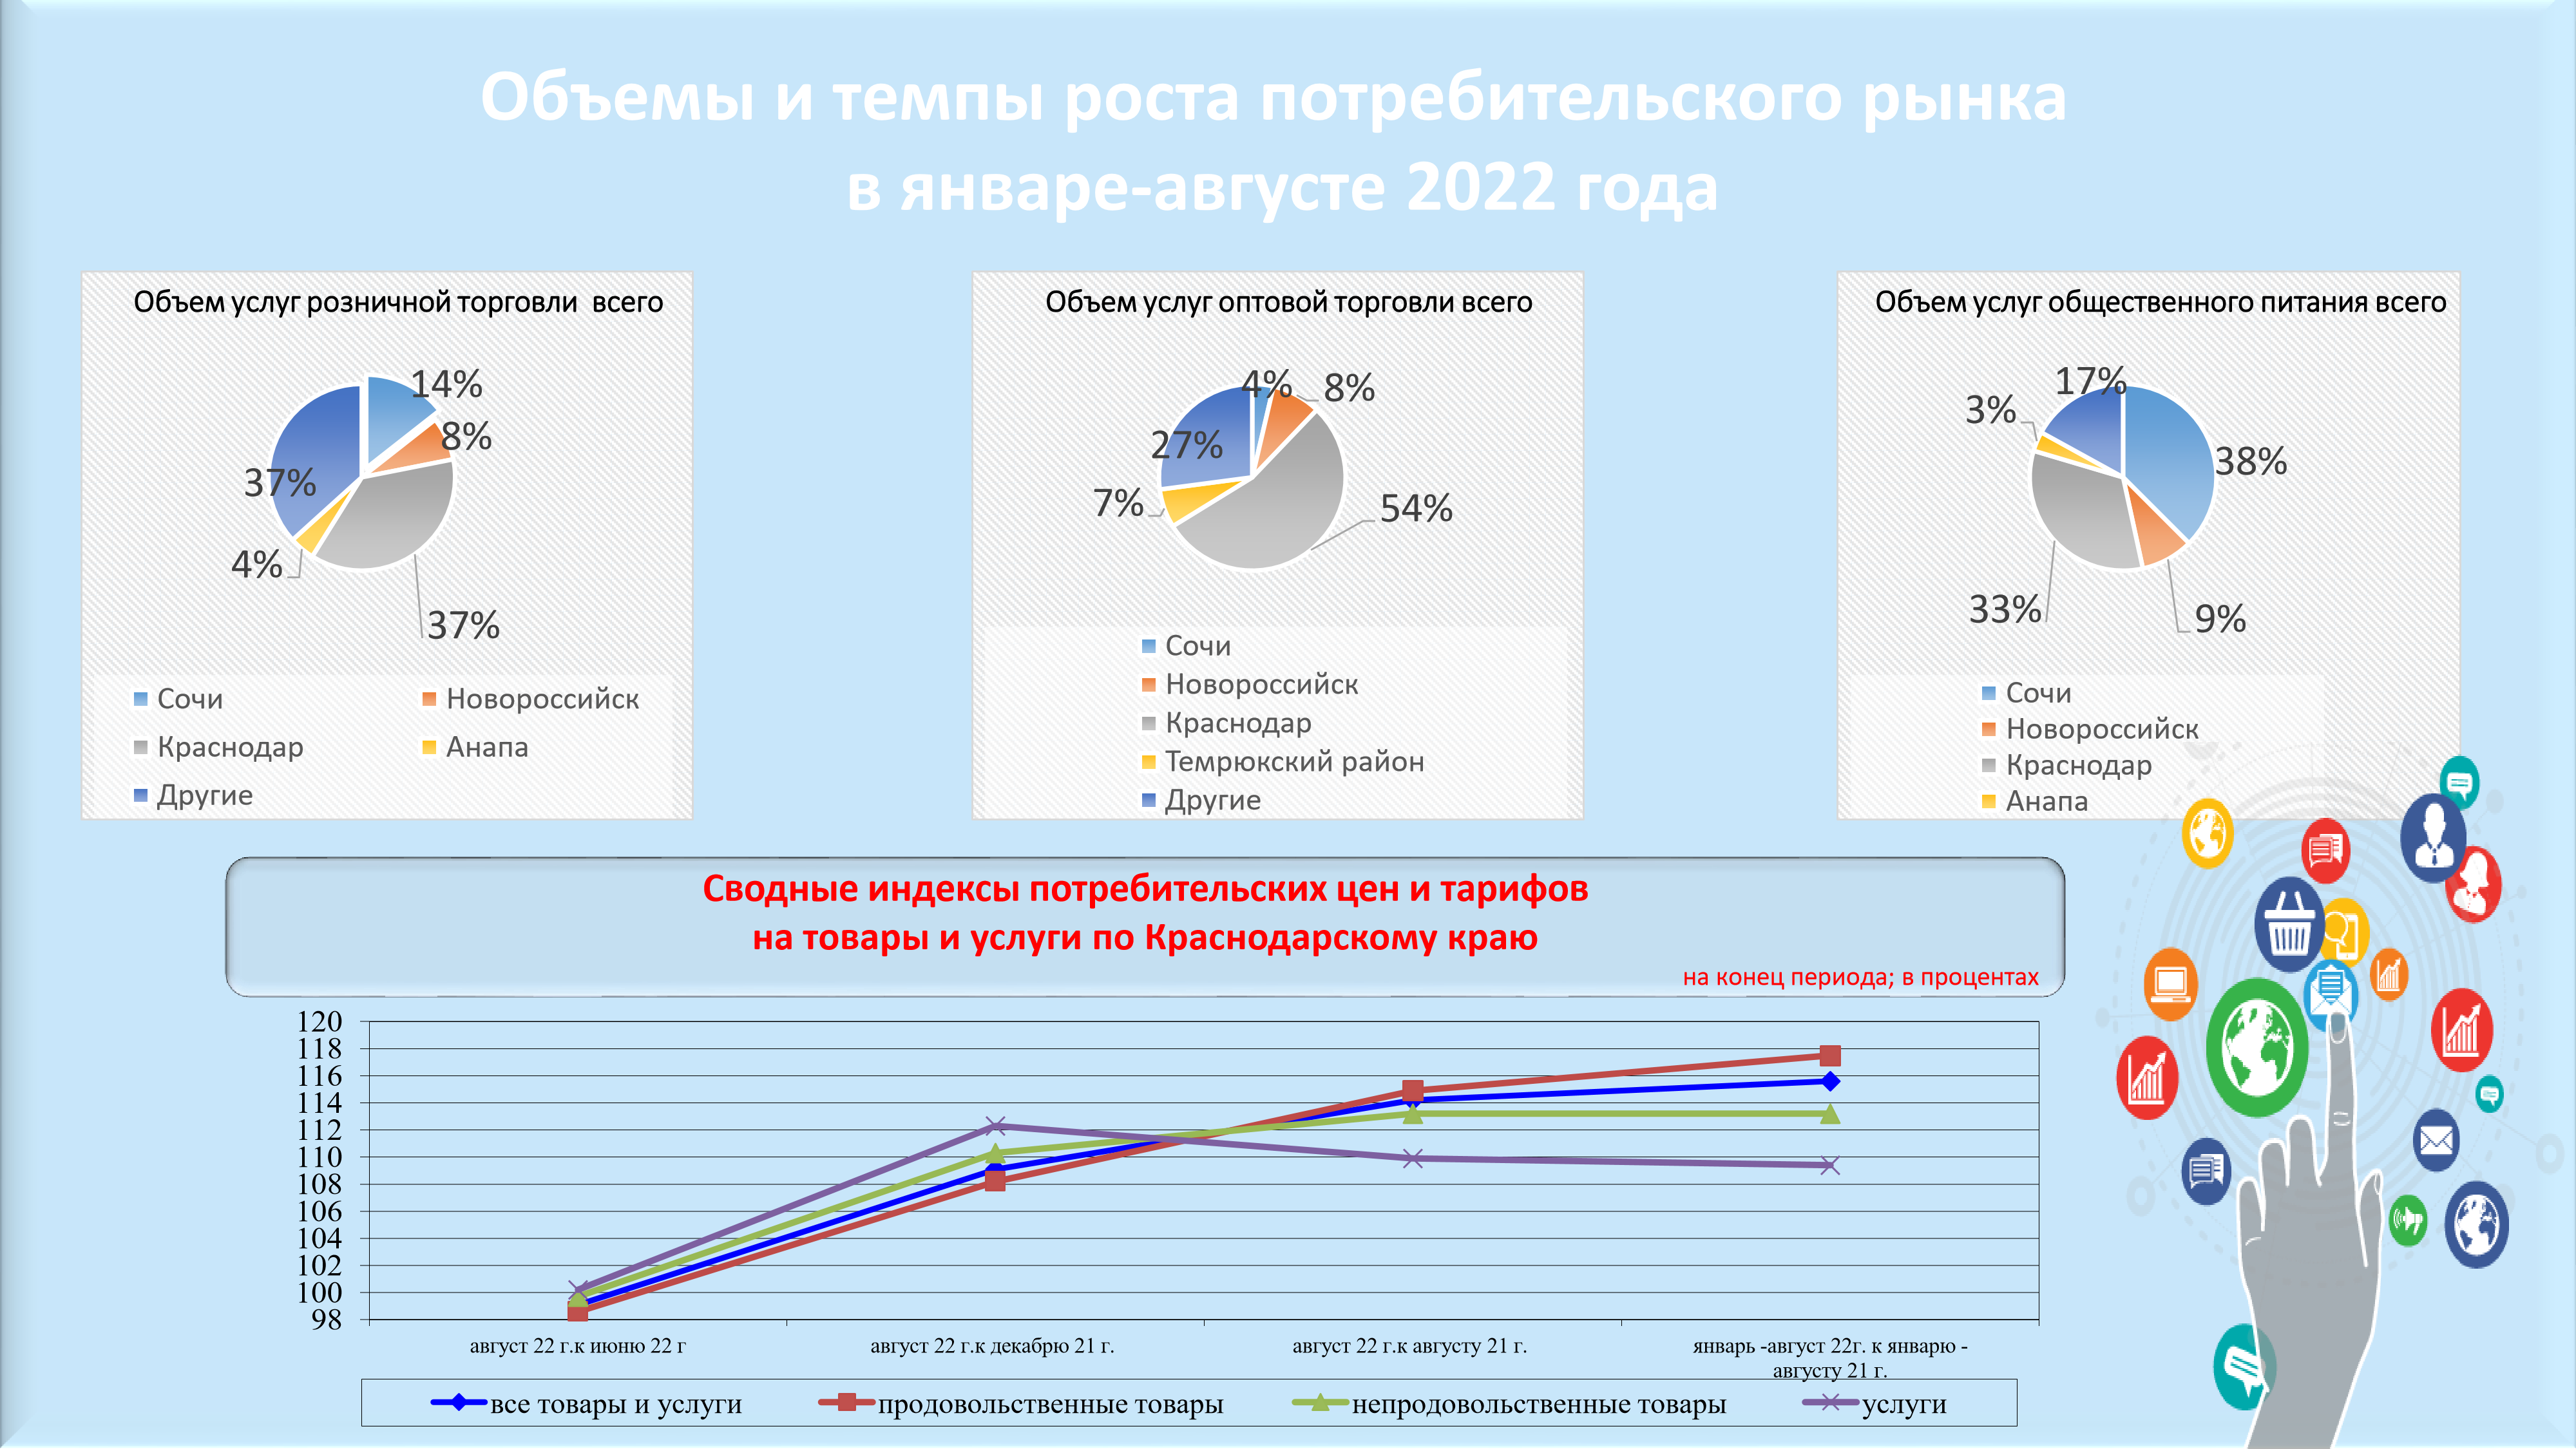 Объемы и темпы роста потребительского рынка
в январе-августе 2022 года
Объем услуг розничной торговли  всего
14%
8%
37%
4%
37%
Сочи
Новороссийск
Краснодар
Анапа
Другие
Объем услуг оптовой торговли всего
4%
8%
27%
7%
54%
Сочи
Новороссийск
Краснодар
Темрюкский район
Другие
Объем услуг общественного питания всего
17%
3%
38%
33%
9%
Сочи
Новороссийск
Краснодар
Анапа
Сводные индексы потребительских цен и тарифов
на товары и услуги по Краснодарскому краю
на конец периода; в процентах
120
118
116
114
112
110
108
106
104
102
100
98
август 22 г.к июню 22 г
август 22 г.к декабрю 21 г.
август 22 г.к августу 21 г.
январь -август 22г. к январю -
августу 21 г.
все товары и услуги
продовольственные товары
непродовольственные товары
услуги